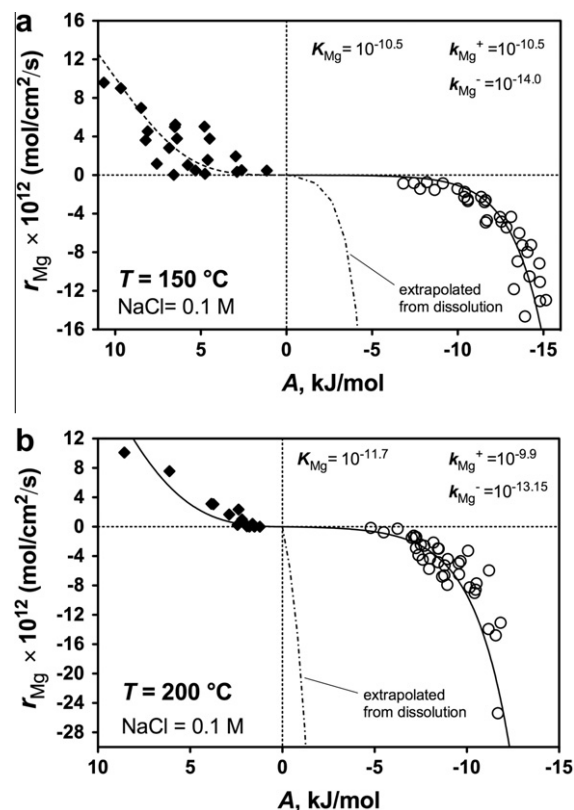 a
16
12
8
4
0
-4
-8
-12
-16
r_Mg × 10^12 (mol/cm^2/s)
K_Mg = 10^-10.5
k_Mg^+ =10^-10.5
k_Mg^- =10^-14.0
T = 150 °C
NaCl= 0.1 M
extrapolated
from dissolution
10 5 0 -5 -10 -15
A, kJ/mol
b
12
8
4
0
-4
-8
-12
-16
-20
-24
-28
r_Mg × 10^12 (mol/cm^2/s)
K_Mg = 10^-11.7
k_Mg^+ =10^-9.9
k_Mg^- =10^-13.15
T = 200 °C
NaCl = 0.1 M
extrapolated
from dissolution
10 5 0 -5 -10 -15
A, kJ/mol